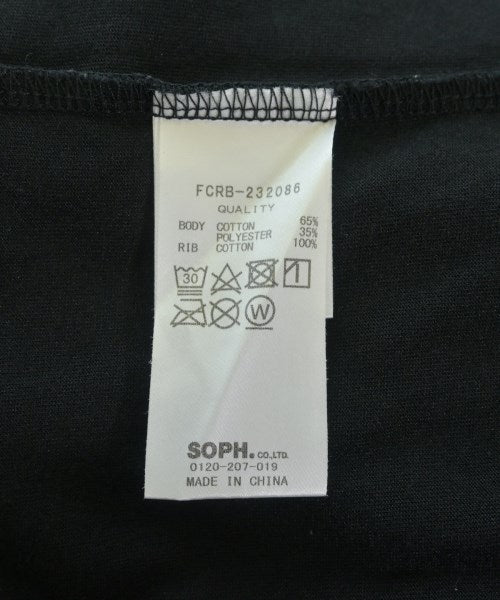 FCRB-232086
QUALITY
BODY COTTON 65%
POLYESTER 35%
RIB COTTON 100%
30
W
SOPH. CO.,LTD.
0120-207-019
MADE IN CHINA